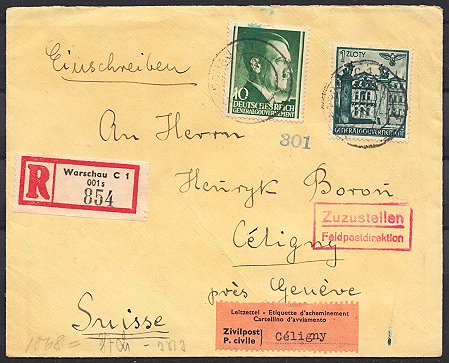 Einschreiben
10
DEUTSCHES REICH
GENERALGOUVERNEMENT
1 ZLOTY
GENERALGOUVERNEMENT
An Herrn
301
R
Warschau C 1
001s
854
Henryk Boroń
Zuzustellen
Feldpostdirektion
Céligny
près Genève
Suisse
Leitzettel - Etiquette d'acheminement
Cartellino d'avviamento
Zivilpost
P. civile
Céligny